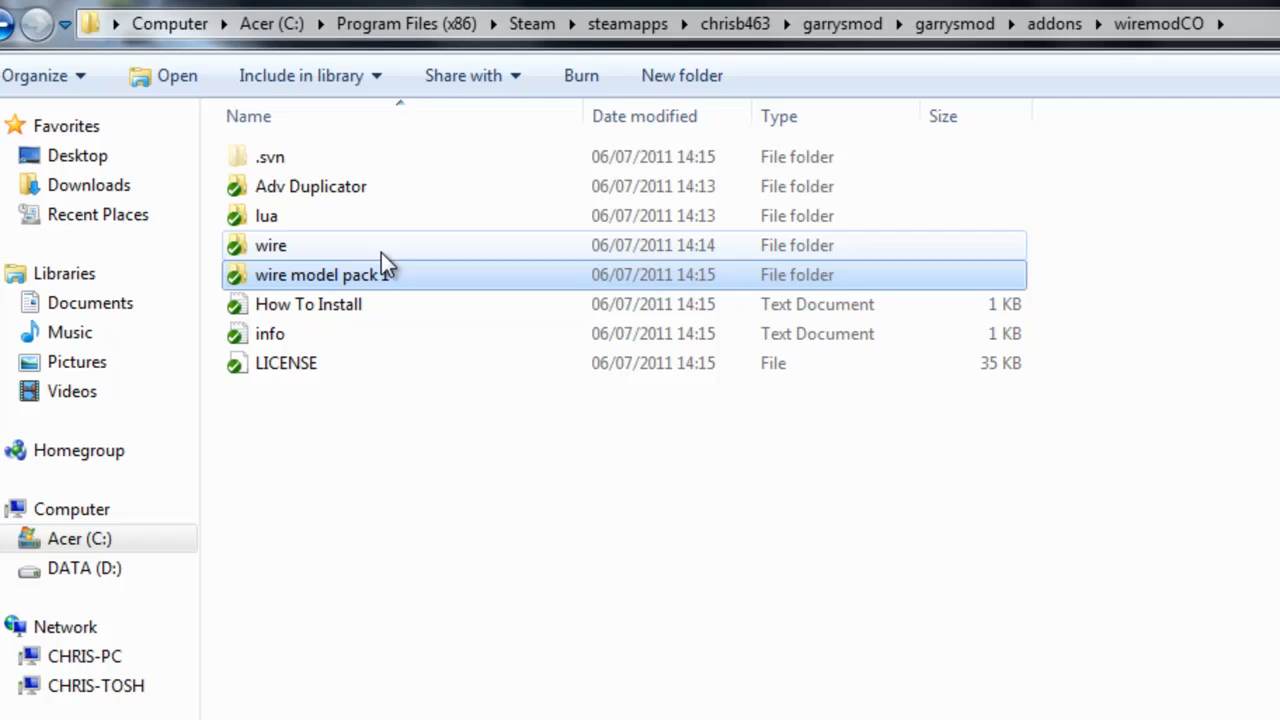 Computer Acer (C:) Program Files (x86) Steam steamapps chrisb463 garrysmod garrysmod addons wiremodCO
Organize Open Include in library Share with Burn New folder
Name Date modified Type Size
Favorites
Desktop
Downloads
Recent Places
Libraries
Documents
Music
Pictures
Videos
Homegroup
Computer
Acer (C:)
DATA (D:)
Network
CHRIS-PC
CHRIS-TOSH
.svn 06/07/2011 14:15 File folder
Adv Duplicator 06/07/2011 14:13 File folder
lua 06/07/2011 14:13 File folder
wire 06/07/2011 14:14 File folder
wire model pack 1 06/07/2011 14:15 File folder
How To Install 06/07/2011 14:15 Text Document 1 KB
info 06/07/2011 14:15 Text Document 1 KB
LICENSE 06/07/2011 14:15 File 35 KB